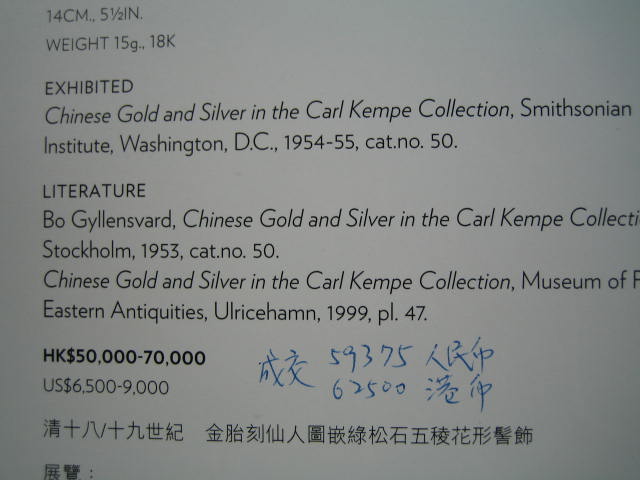 14CM., 5½IN.
WEIGHT 15g., 18K
EXHIBITED
Chinese Gold and Silver in the Carl Kempe Collection, Smithsonian
Institute, Washington, D.C., 1954-55, cat.no. 50.
LITERATURE
Bo Gyllensvard, Chinese Gold and Silver in the Carl Kempe Collecti
Stockholm, 1953, cat.no. 50.
Chinese Gold and Silver in the Carl Kempe Collection, Museum of F
Eastern Antiquities, Ulricehamn, 1999, pl. 47.
HK$50,000-70,000 成交 59375 人民币
US$6,500-9,000 62500 港币
清十八/十九世紀 金胎刻仙人圖嵌綠松石五稜花形髻飾
展覽：